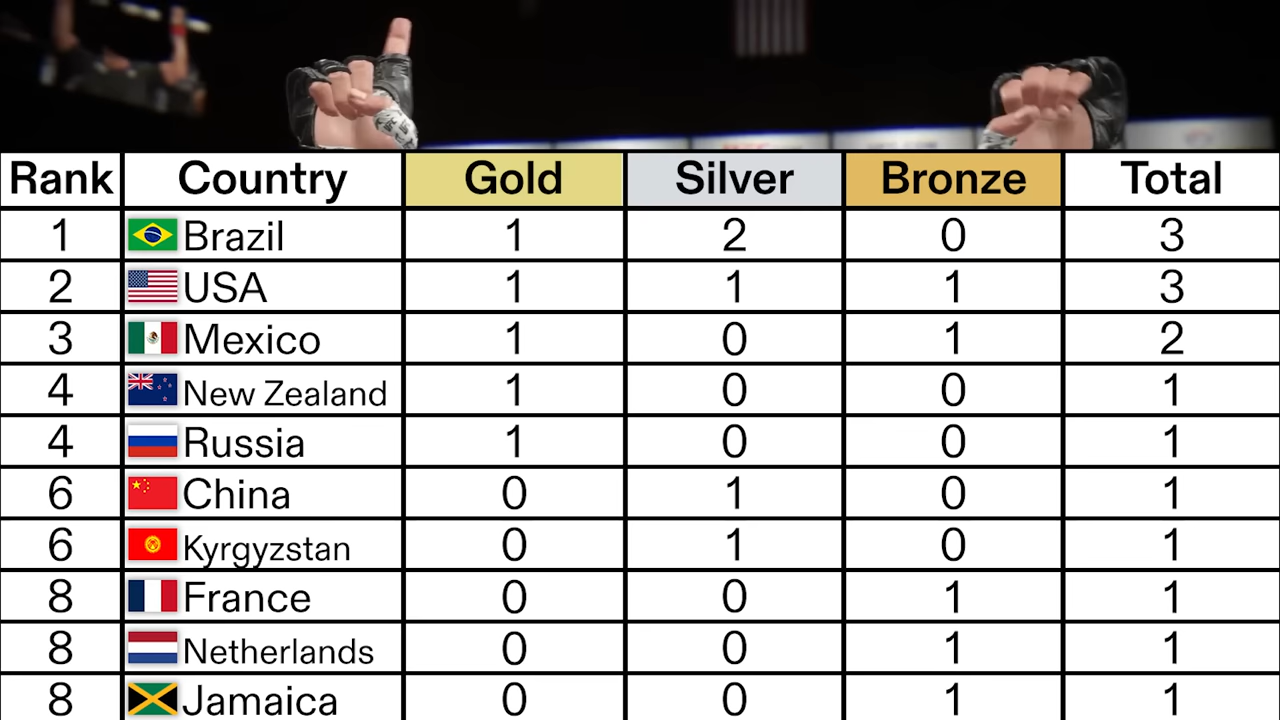 Rank Country Gold Silver Bronze Total
1 Brazil 1 2 0 3
2 USA 1 1 1 3
3 Mexico 1 0 1 2
4 New Zealand 1 0 0 1
4 Russia 1 0 0 1
6 China 0 1 0 1
6 Kyrgyzstan 0 1 0 1
8 France 0 0 1 1
8 Netherlands 0 0 1 1
8 Jamaica 0 0 1 1